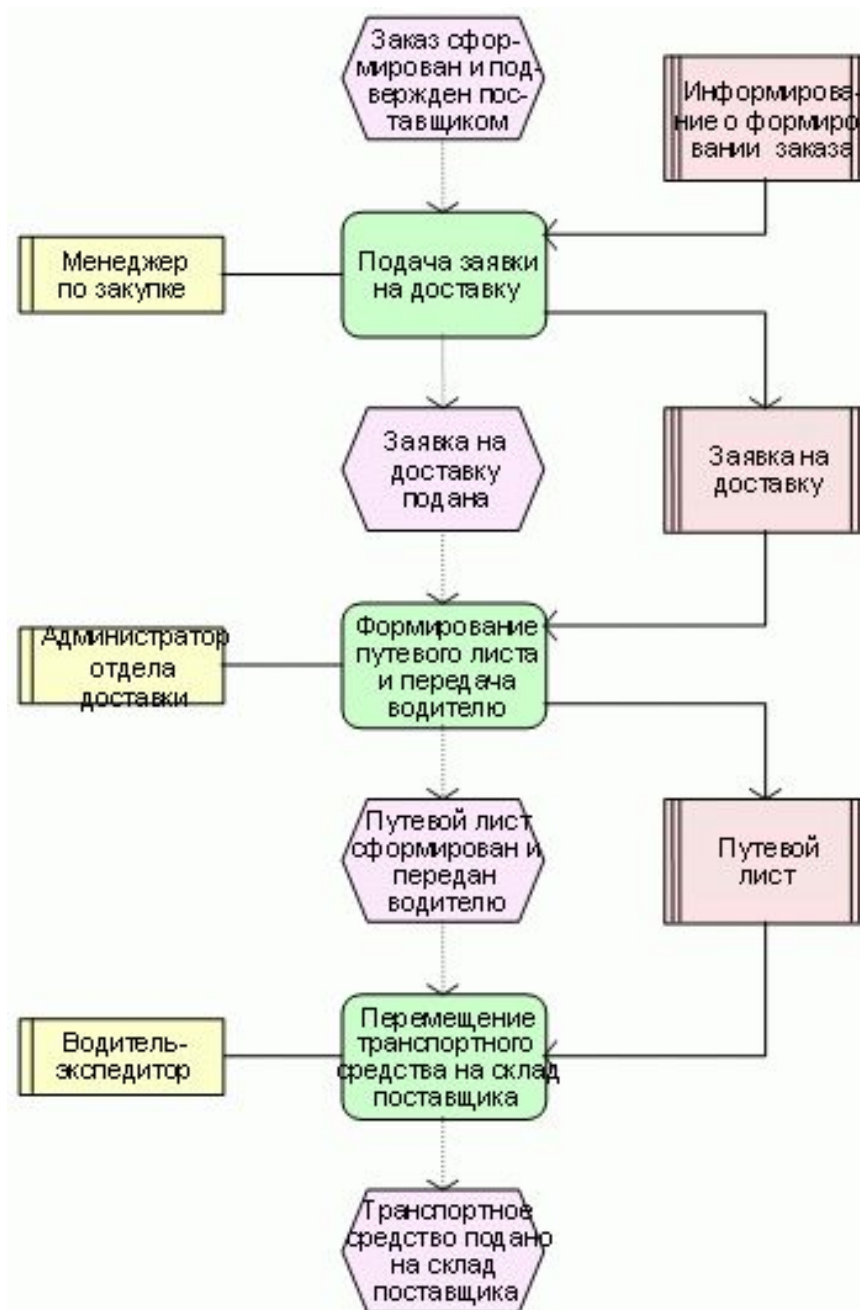 Заказ сфор-
мирован и под-
вержден пос-
тавщиком
Информирова-
ние о формиро
вании заказа
Менеджер
по закупке
Подача заявки
на доставку
Заявка на
доставку
подана
Заявка на
доставку
Администратор
отдела
доставки
Формирование
путевого листа
и передача
водителю
Путевой лист
сформирован и
передан
водителю
Путевой
лист
Водитель-
экспедитор
Перемещение
транспортного
средства на склад
поставщика
Транспортное
средство подано
на склад
поставщика